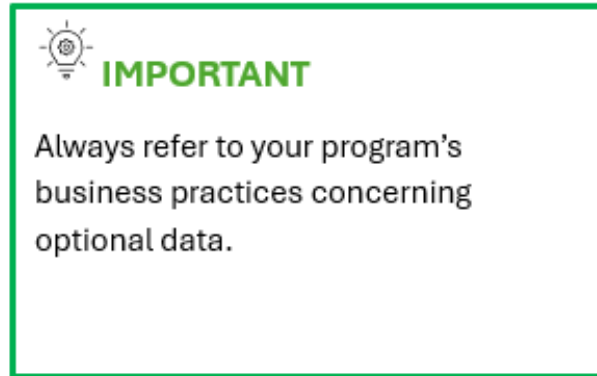 IMPORTANT
Always refer to your program’s
business practices concerning
optional data.